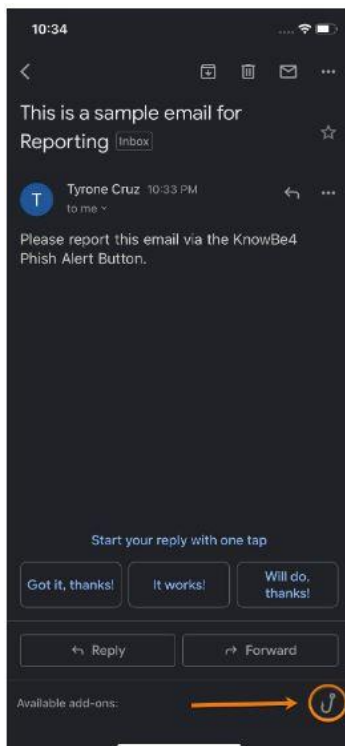 10:34
This is a sample email for
Reporting Inbox
T
Tyrone Cruz 10:33 PM
to me
Please report this email via the KnowBe4
Phish Alert Button.
Start your reply with one tap
Got it, thanks!
It works!
Will do,
thanks!
Reply
Forward
Available add-ons: